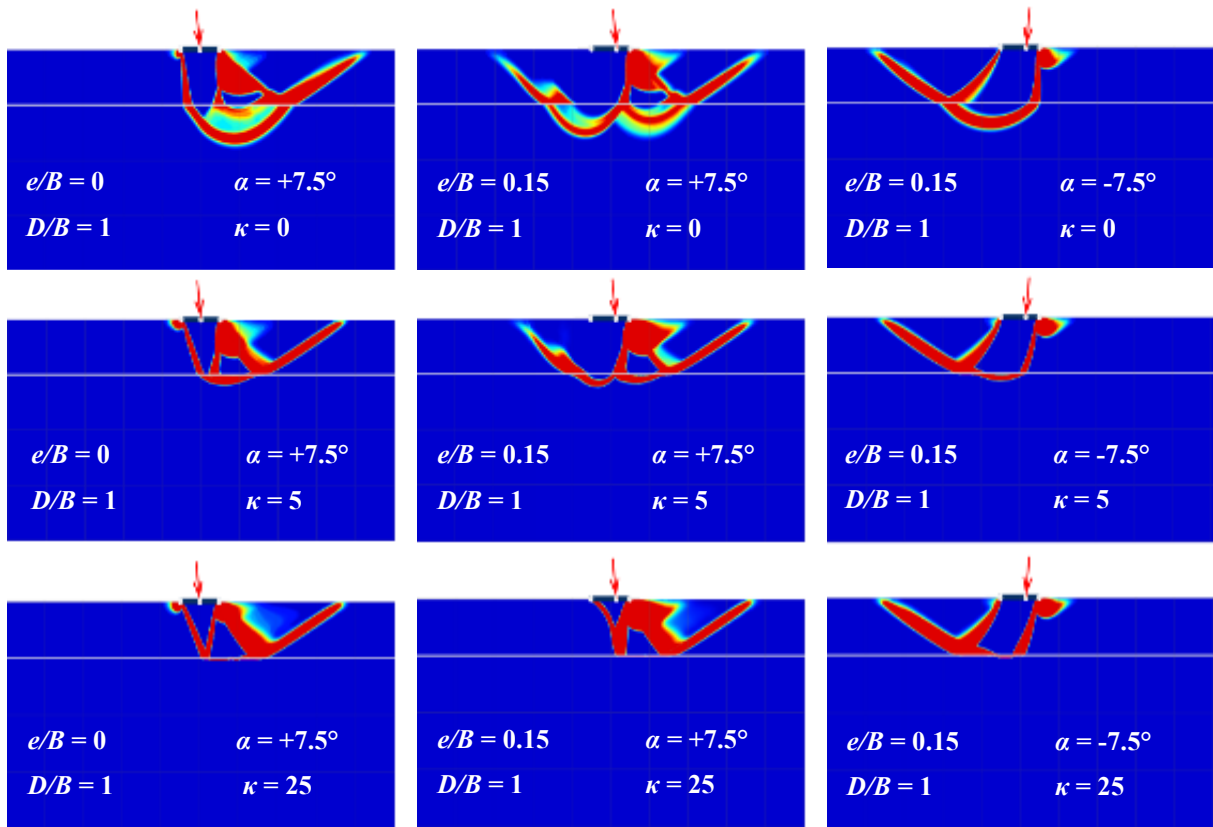 e/B = 0 α = +7.5°
D/B = 1 κ = 0
e/B = 0.15 α = +7.5°
D/B = 1 κ = 0
e/B = 0.15 α = -7.5°
D/B = 1 κ = 0
e/B = 0 α = +7.5°
D/B = 1 κ = 5
e/B = 0.15 α = +7.5°
D/B = 1 κ = 5
e/B = 0.15 α = -7.5°
D/B = 1 κ = 5
e/B = 0 α = +7.5°
D/B = 1 κ = 25
e/B = 0.15 α = +7.5°
D/B = 1 κ = 25
e/B = 0.15 α = -7.5°
D/B = 1 κ = 25